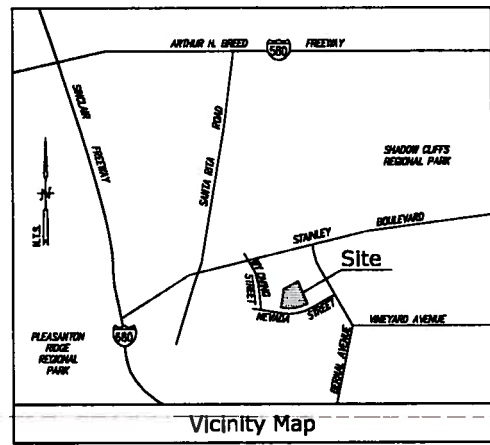 ARTHUR H. BREED 580 FREEWAY
SINCLAIR FREEWAY
SANTA RITA ROAD
SHADOW CLIFFS
REGIONAL PARK
N.T.S.
STANLEY BOULEVARD
Site
STREET
NEVADA STREET
VINEYARD AVENUE
BERNAL AVENUE
680
PLEASANTON
RIDGE
REGIONAL
PARK
Vicinity Map